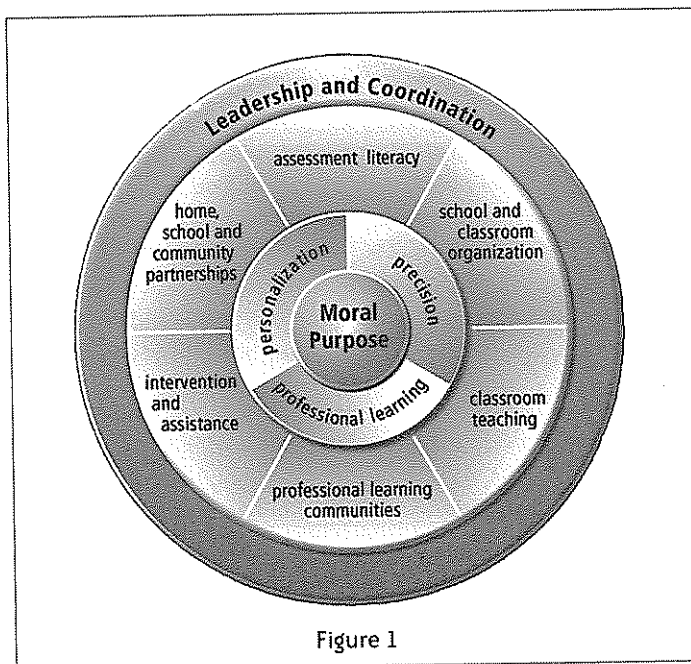 Leadership and Coordination
assessment literacy
school and
classroom
organization
classroom
teaching
professional learning
communities
intervention
and
assistance
home,
school and
community
partnerships
personalization
precision
professional learning
Moral
Purpose
Figure 1